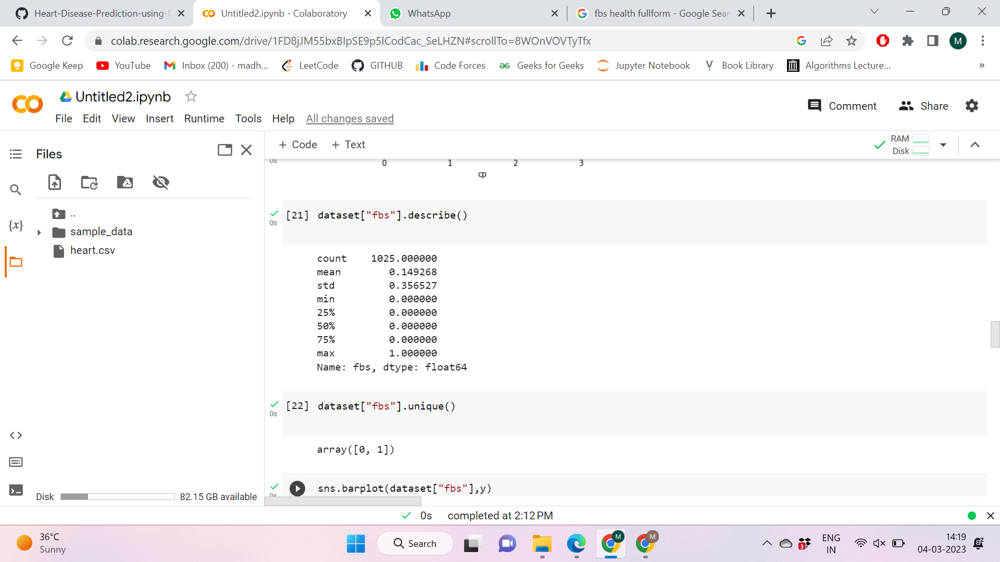 Heart-Disease-Prediction-using-M
Untitled2.ipynb - Colaboratory
WhatsApp
fbs health fullform - Google Sear
colab.research.google.com/drive/1FD8jJM55bxBIpSE9p5lCodCac_SeLHZN#scrollTo=8WOnVOVTyTfx
M
Google Keep
YouTube
Inbox (200) - madh...
LeetCode
GITHUB
Code Forces
Geeks for Geeks
Jupyter Notebook
Book Library
Algorithms Lecture...
»
Untitled2.ipynb
File Edit View Insert Runtime Tools Help All changes saved
Comment
Share
Files
+ Code + Text
RAM
Disk
..
sample_data
heart.csv
{x}
0s
0 1 2 3
cp
[21] dataset["fbs"].describe()
0s
count 1025.000000
mean 0.149268
std 0.356527
min 0.000000
25% 0.000000
50% 0.000000
75% 0.000000
max 1.000000
Name: fbs, dtype: float64
[22] dataset["fbs"].unique()
0s
array([0, 1])
sns.barplot(dataset["fbs"],y)
0s
Disk 82.15 GB available
0s completed at 2:12 PM
36°C
Sunny
Search
M
M
3
ENG
IN
14:19
04-03-2023